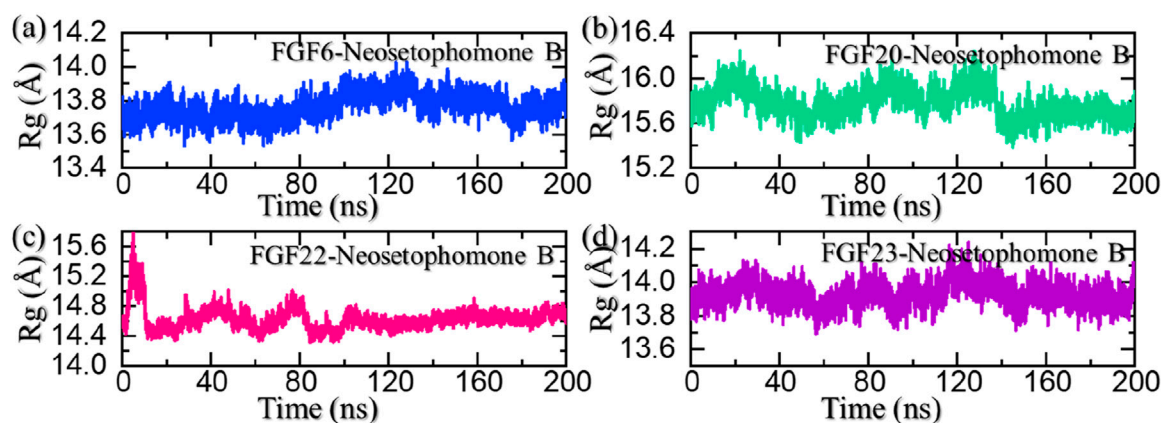 (a)
FGF6-Neosetophomone B
Rg (Å)
14.2
14.0
13.8
13.6
13.4
0 40 80 120 160 200
Time (ns)
(b)
FGF20-Neosetophomone B
Rg (Å)
16.4
16.0
15.6
15.2
0 40 80 120 160 200
Time (ns)
(c)
FGF22-Neosetophomone B
Rg (Å)
15.6
15.2
14.8
14.4
14.0
0 40 80 120 160 200
Time (ns)
(d)
FGF23-Neosetophomone B
Rg (Å)
14.2
14.0
13.8
13.6
0 40 80 120 160 200
Time (ns)